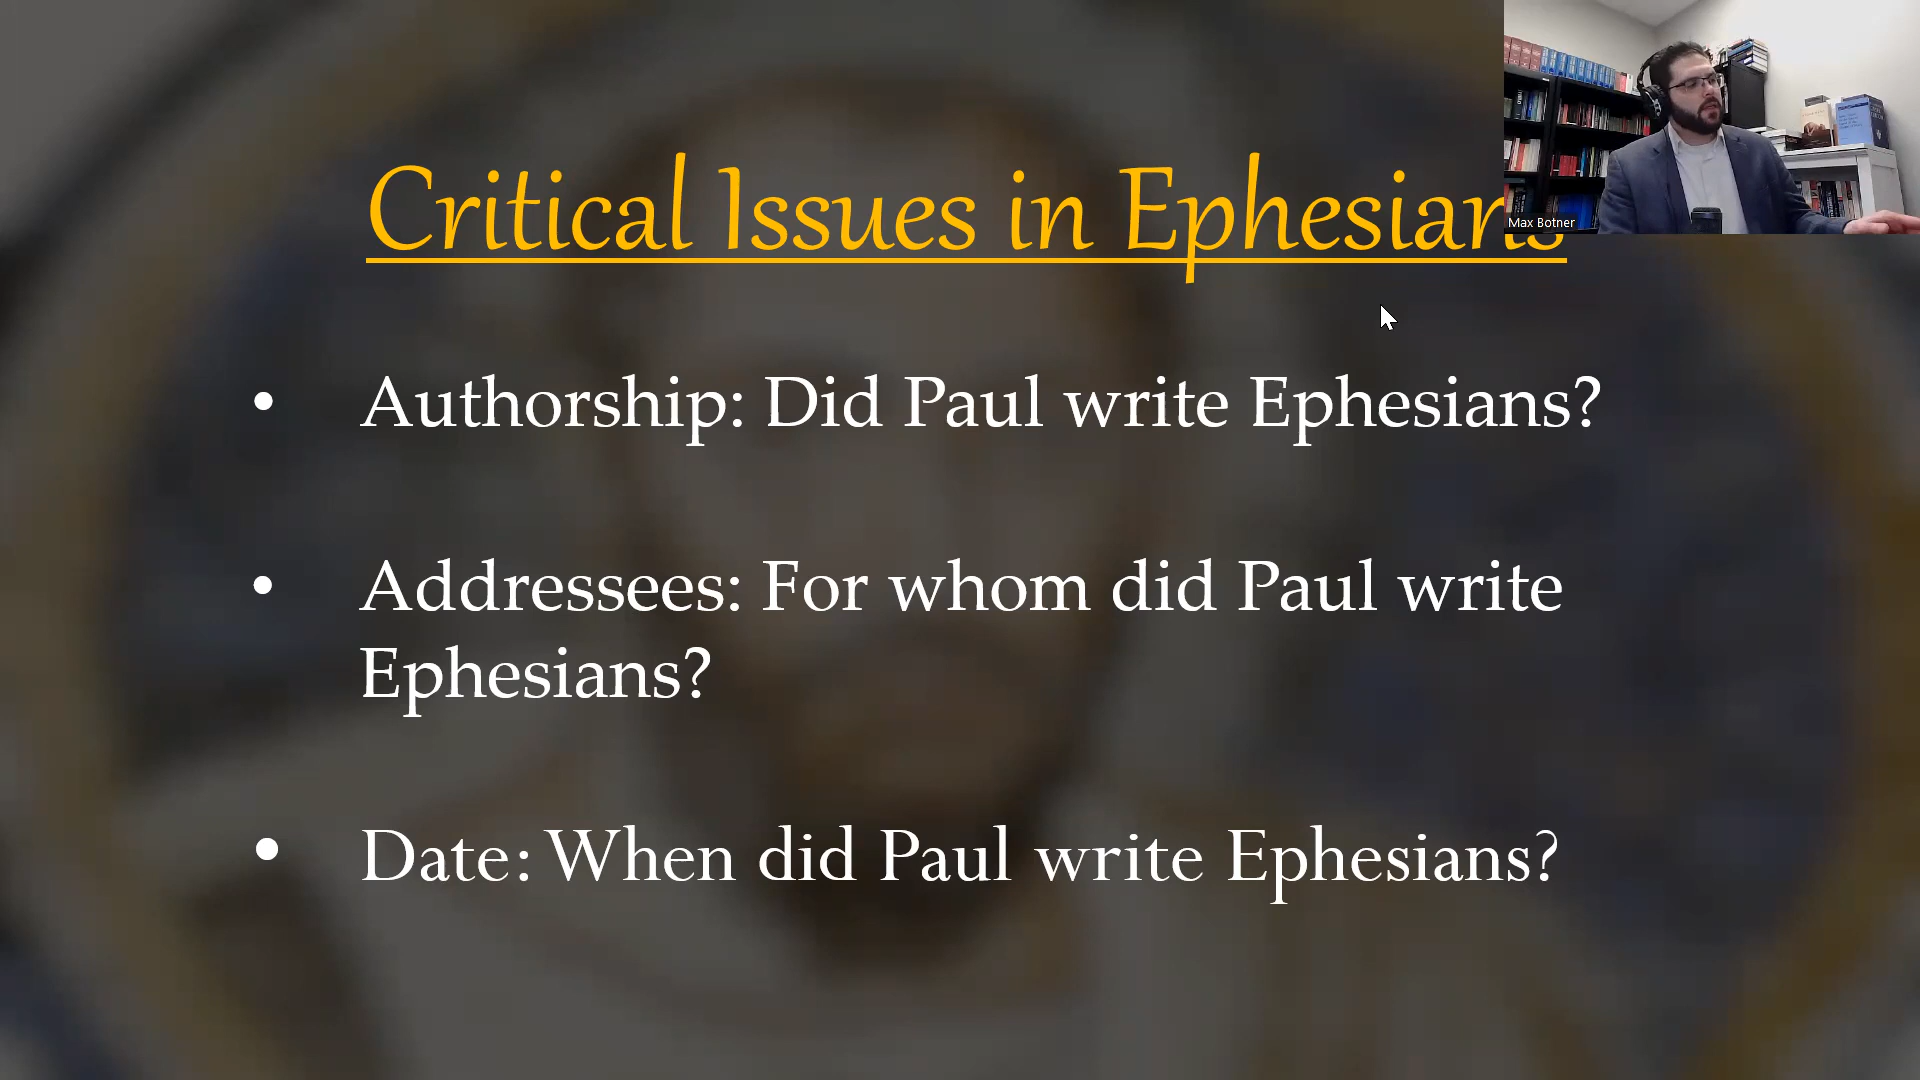 Critical Issues in Ephesians
Max Botner
• Authorship: Did Paul write Ephesians?
• Addressees: For whom did Paul write
Ephesians?
• Date: When did Paul write Ephesians?